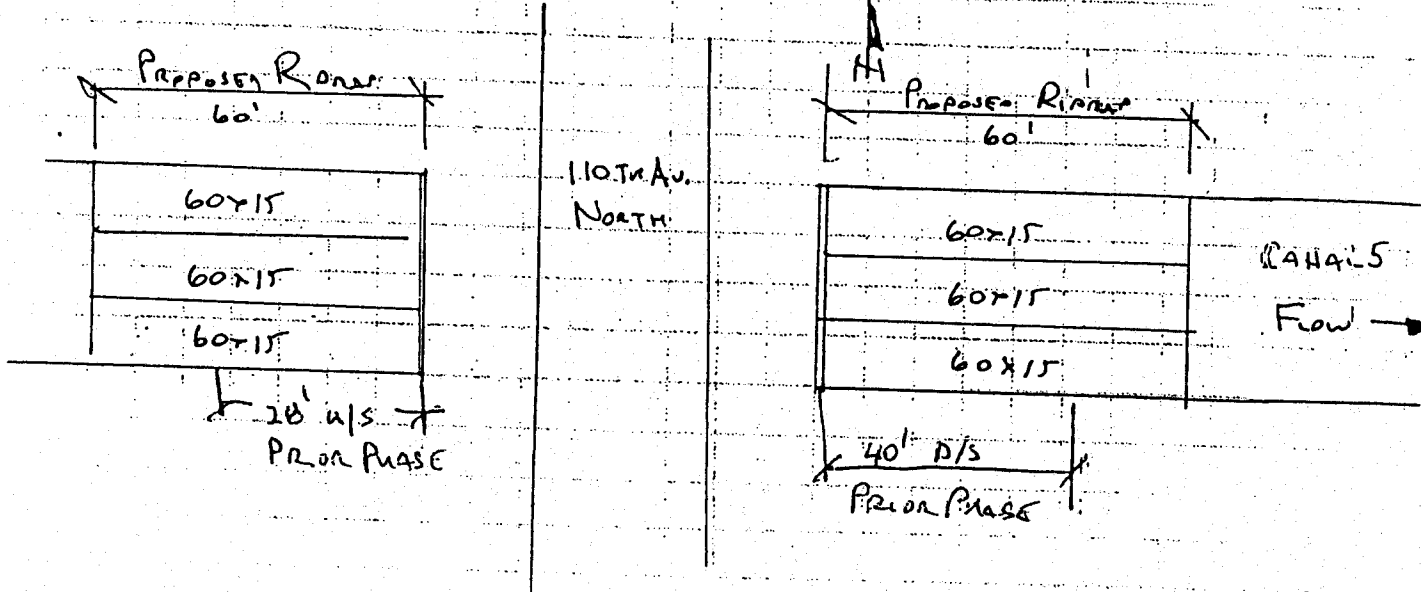 PROPOSED RIPRAP
60'
60x15
60x15
60x15
28' U/S
PRIOR PHASE
110TH AV.
NORTH
PROPOSED RIPRAP
60'
60x15
60x15
60x15
40' D/S
PRIOR PHASE
CANAL 5
FLOW